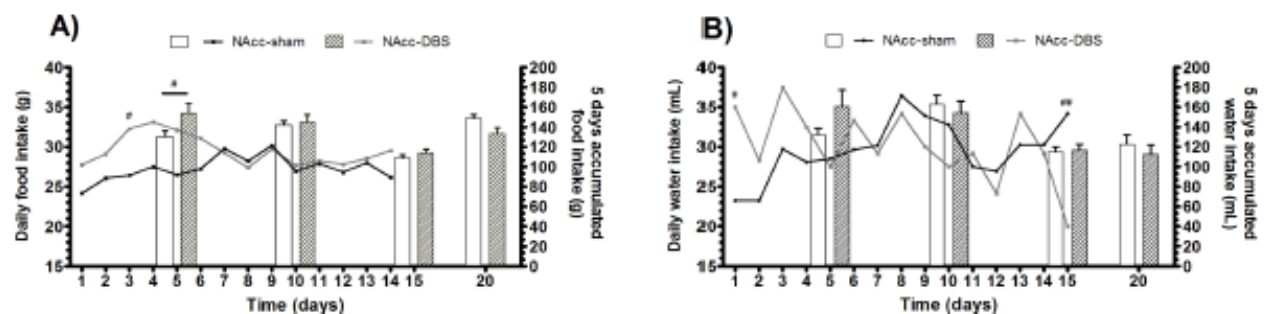 A)
NAcc-sham NAcc-DBS
Daily food intake (g)
40
35
30
25
20
15
#
#
200
180
160
140
120
100
80
60
40
20
0
5 days accumulated
food intake (g)
1 2 3 4 5 6 7 8 9 10 11 12 13 14 15 20
Time (days)
B)
NAcc-sham NAcc-DBS
Daily water intake (mL)
40
35
30
25
20
15
#
##
200
180
160
140
120
100
80
60
40
20
0
5 days accumulated
water intake (mL)
1 2 3 4 5 6 7 8 9 10 11 12 13 14 15 20
Time (days)